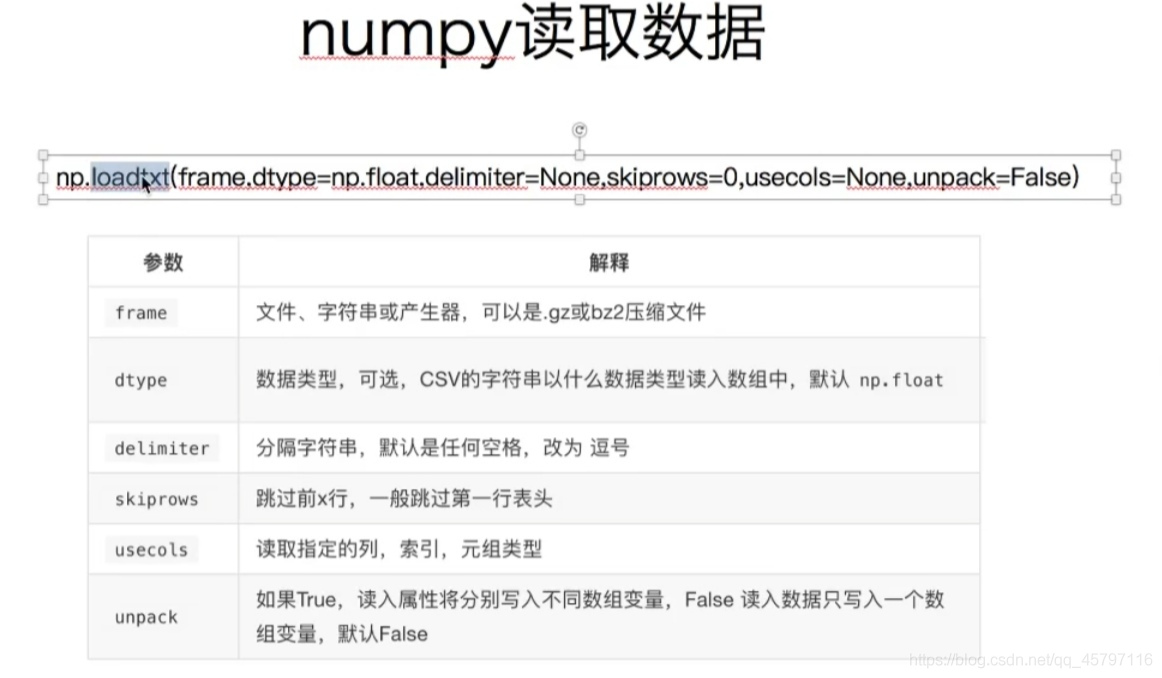 numpy读取数据
np.loadtxt(frame,dtype=np.float,delimiter=None,skiprows=0,usecols=None,unpack=False)
参数 解释
frame 文件、字符串或产生器，可以是.gz或bz2压缩文件
dtype 数据类型，可选，CSV的字符串以什么数据类型读入数组中，默认 np.float
delimiter 分隔字符串，默认是任何空格，改为 逗号
skiprows 跳过前x行，一般跳过第一行表头
usecols 读取指定的列，索引，元组类型
unpack 如果True，读入属性将分别写入不同数组变量，False 读入数据只写入一个数
组变量，默认False
https://blog.csdn.net/qq_45797116